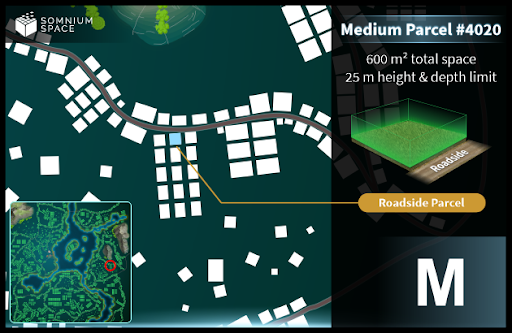 SOMNIUM
SPACE
Medium Parcel #4020
600 m² total space
25 m height & depth limit
Roadside
Roadside Parcel
M